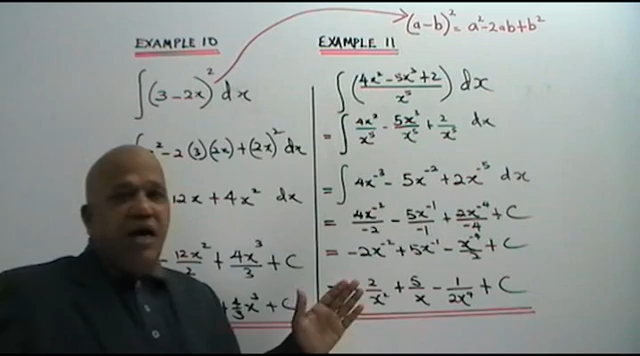 (a-b)² = a²-2ab+b²
EXAMPLE 10
∫(3-2x)² dx
² - 2(3)(2x) + (2x)² dx
12x + 4x² dx
- 12x²/2 + 4x³/3 + C
+ 4/3 x³ + C
EXAMPLE 11
∫((4x² - 5x³ + 2)/x⁵) dx
= ∫ 4x²/x⁵ - 5x³/x⁵ + 2/x⁵ dx
= ∫ 4x⁻³ - 5x⁻² + 2x⁻⁵ dx
= 4x⁻²/-2 - 5x⁻¹/-1 + 2x⁻⁴/-4 + C
= -2x⁻² + 5x⁻¹ - x⁻⁴/2 + C
2/x² + 5/x - 1/2x⁴ + C